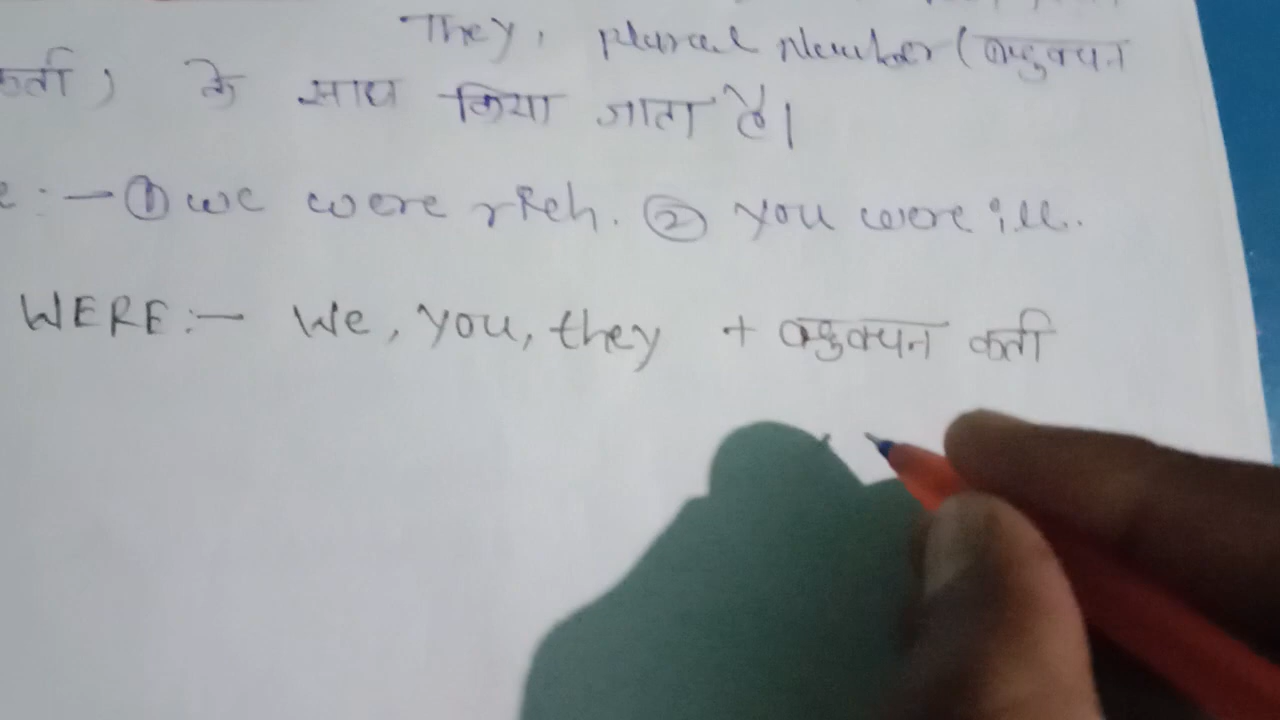 They, plural Number (बहुवचन
कर्ता) के साथ किया जाता है।
:- ① we were rich. ② you were ill.
WERE :- We, you, they + बहुवचन कर्ता